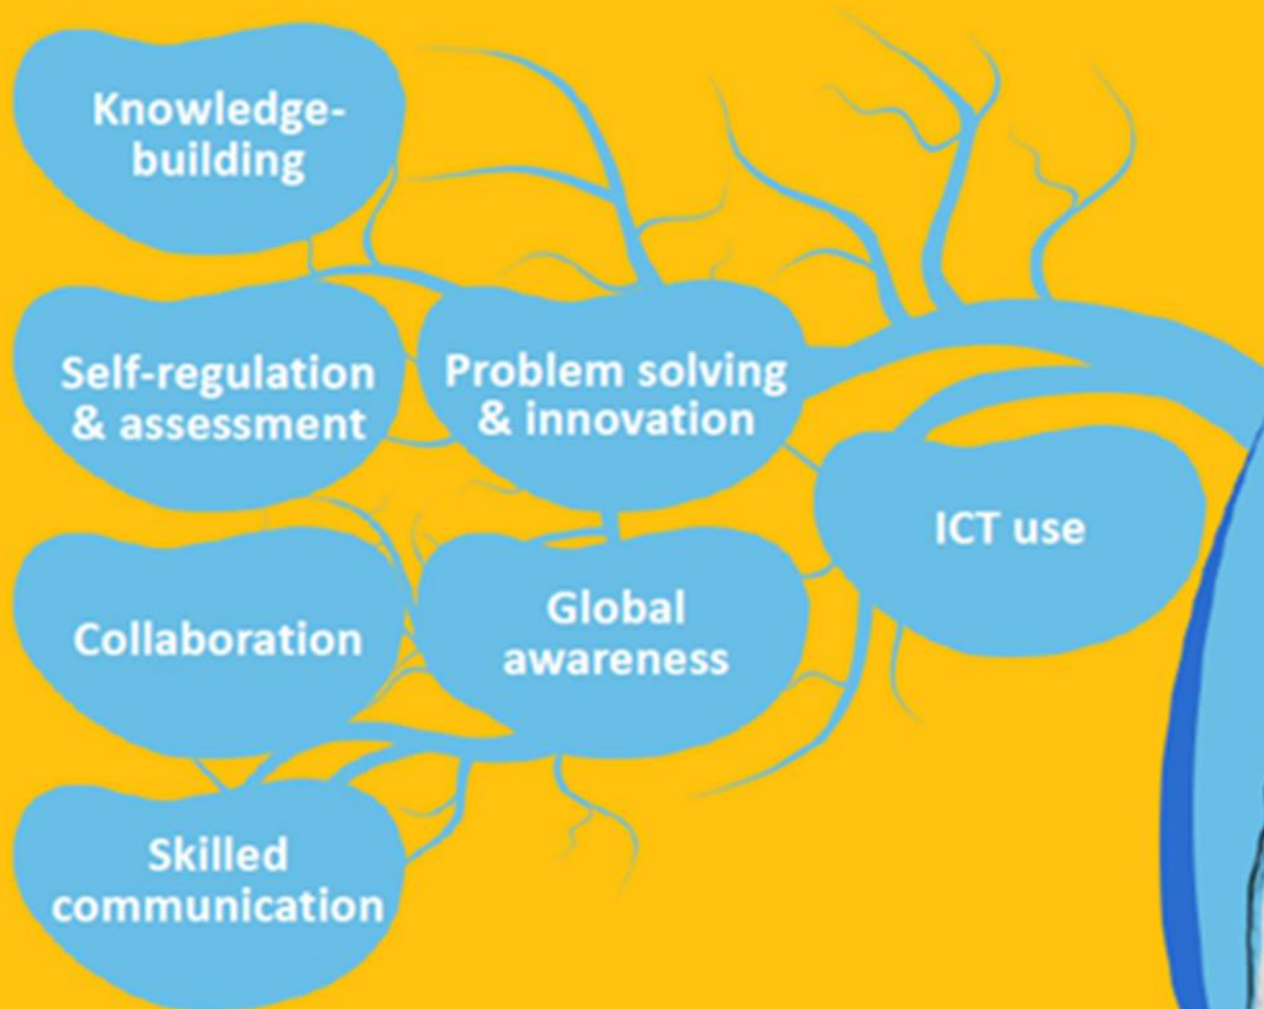 Knowledge-
building
Self-regulation
& assessment
Problem solving
& innovation
ICT use
Collaboration
Global
awareness
Skilled
communication